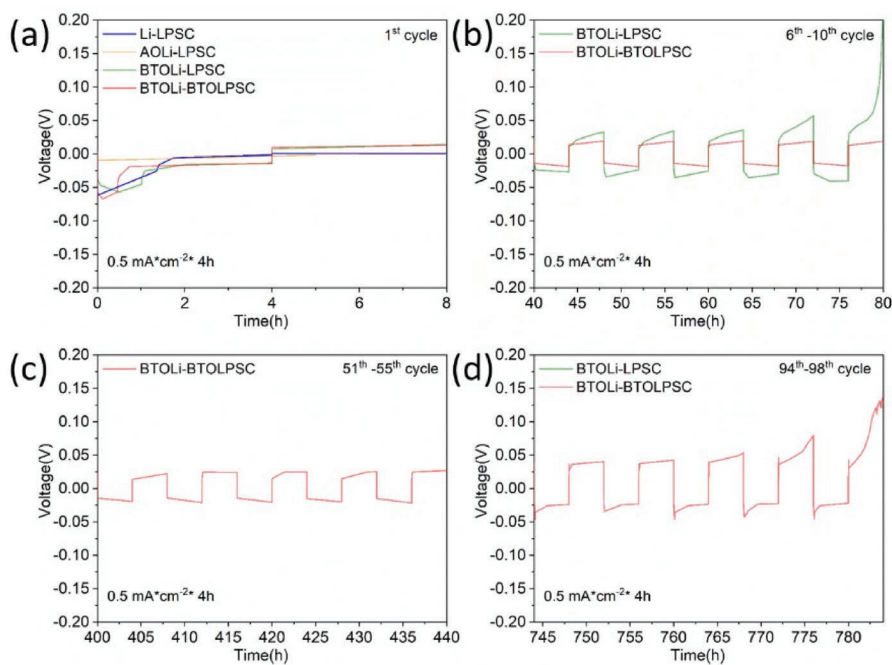 (a)
0.20
0.15
0.10
0.05
0.00
-0.05
-0.10
-0.15
-0.20
Voltage(V)
Li-LPSC
AOLi-LPSC
BTOLi-LPSC
BTOLi-BTOLPSC
1st cycle
0.5 mA*cm-2* 4h
0 2 4 6 8
Time(h)
(b)
0.20
0.15
0.10
0.05
0.00
-0.05
-0.10
-0.15
-0.20
Voltage(V)
BTOLi-LPSC
BTOLi-BTOLPSC
6th -10th cycle
0.5 mA*cm-2* 4h
40 45 50 55 60 65 70 75 80
Time(h)
(c)
0.20
0.15
0.10
0.05
0.00
-0.05
-0.10
-0.15
-0.20
Voltage(V)
BTOLi-BTOLPSC
51th -55th cycle
0.5 mA*cm-2* 4h
400 405 410 415 420 425 430 435 440
Time(h)
(d)
0.20
0.15
0.10
0.05
0.00
-0.05
-0.10
-0.15
-0.20
Voltage(V)
BTOLi-LPSC
BTOLi-BTOLPSC
94th-98th cycle
0.5 mA*cm-2* 4h
745 750 755 760 765 770 775 780
Time(h)